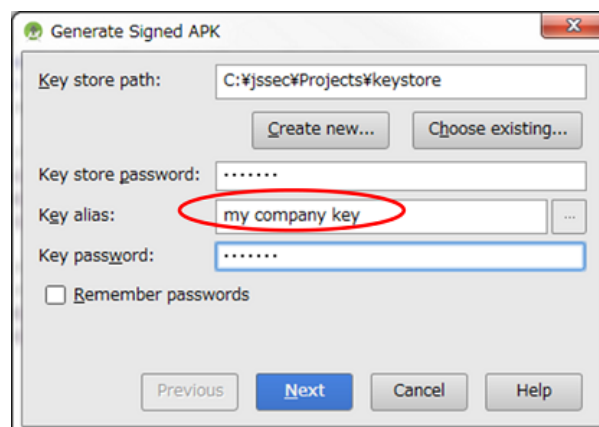 Generate Signed APK
Key store path: C:¥jssec¥Projects¥keystore
Create new... Choose existing...
Key store password: •••••••
Key alias: my company key ...
Key password: •••••••
Remember passwords
Previous Next Cancel Help